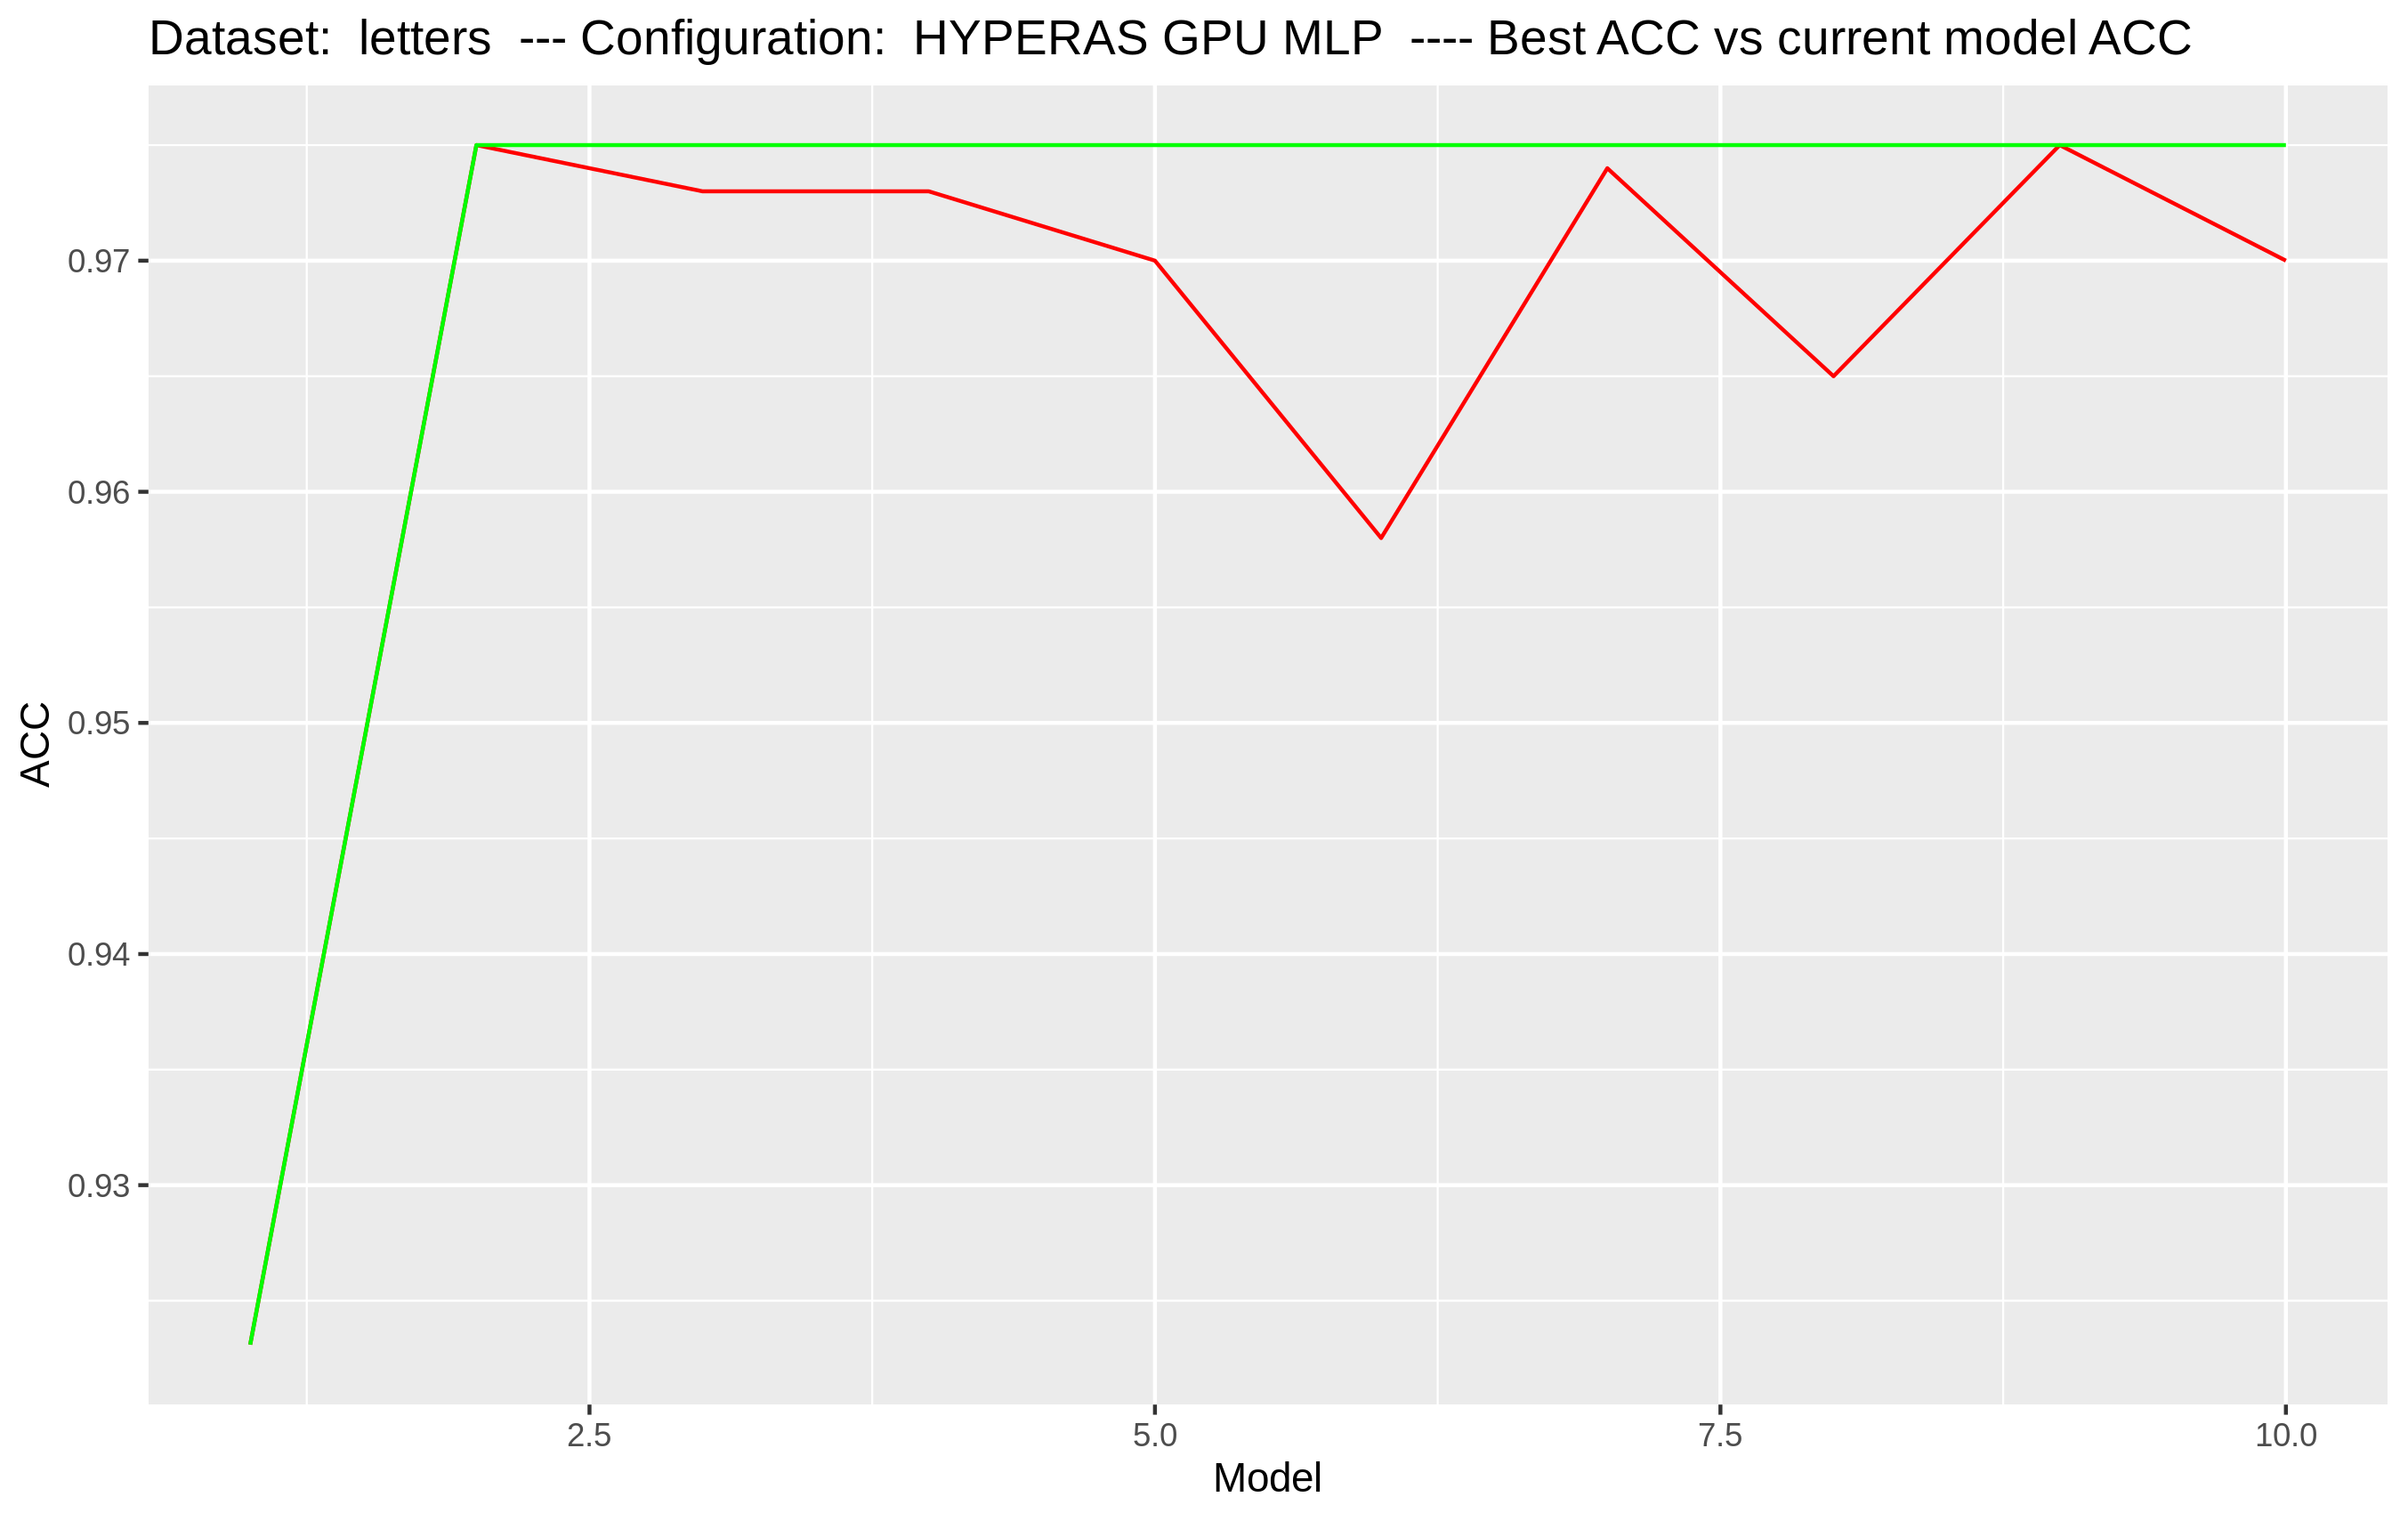 Dataset:  letters  --- Configuration:  HYPERAS GPU MLP  ---- Best ACC vs current model ACC
ACC
0.97
0.96
0.95
0.94
0.93
2.5 5.0 7.5 10.0
Model